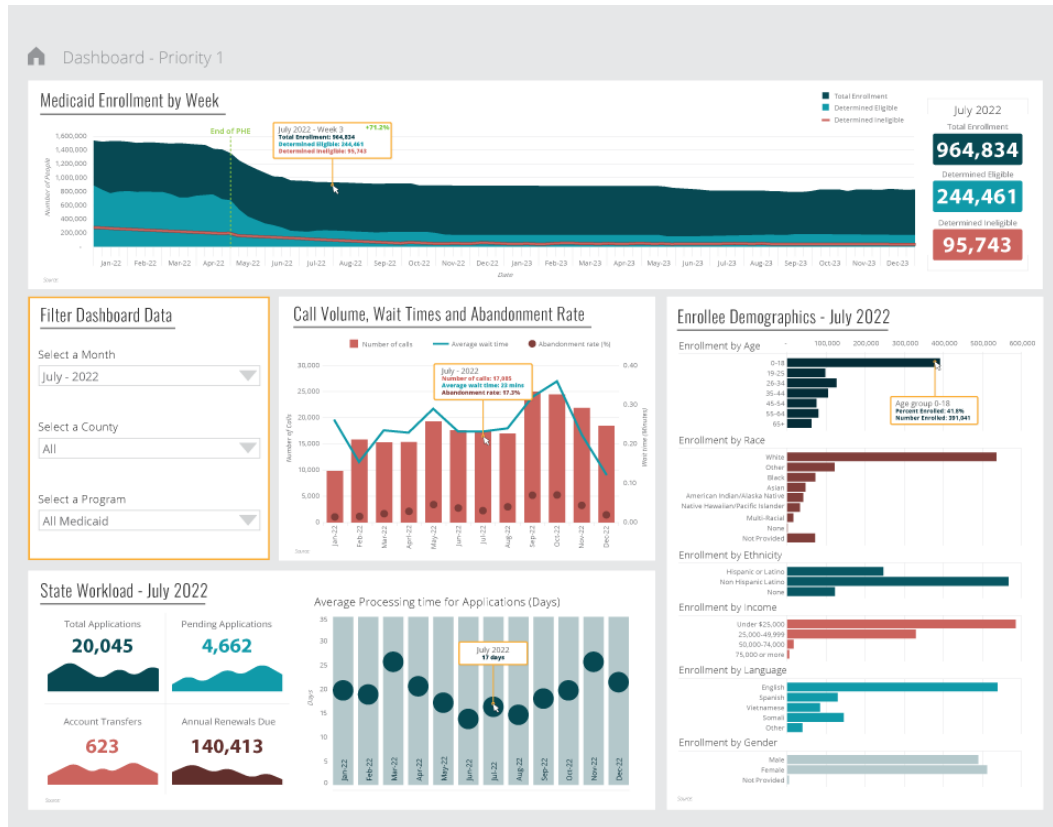 Dashboard - Priority 1
Medicaid Enrollment by Week
Total Enrollment
Determined Eligible
Determined Ineligible
1,600,000
1,400,000
1,200,000
1,000,000
800,000
600,000
400,000
200,000
-
Number of People
End of PHE
July 2022 - Week 3 +71.2%
Total Enrollment: 964,834
Determined Eligible: 244,461
Determined Ineligible: 95,743
Jan-22 Feb-22 Mar-22 Apr-22 May-22 Jun-22 Jul-22 Aug-22 Sep-22 Oct-22 Nov-22 Dec-22 Jan-23 Feb-23 Mar-23 Apr-23 May-23 Jun-23 Jul-23 Aug-23 Sep-23 Oct-23 Nov-23 Dec-23
Date
Source
July 2022
Total Enrollment
964,834
Determined Eligible
244,461
Determined Ineligible
95,743
Filter Dashboard Data
Select a Month
July - 2022
Select a County
All
Select a Program
All Medicaid
Call Volume, Wait Times and Abandonment Rate
Number of calls Average wait time Abandonment rate (%)
30,000
25,000
20,000
15,000
10,000
5,000
0
Number of Calls
July - 2022
Number of calls: 17,005
Average wait time: 23 mins
Abandonment rate: 17.3%
0.40
0.30
0.20
0.10
0.00
Wait time (Minutes)
Jan-22 Feb-22 Mar-22 Apr-22 May-22 Jun-22 Jul-22 Aug-22 Sep-22 Oct-22 Nov-22 Dec-22
Source
Enrollee Demographics - July 2022
Enrollment by Age
- 100,000 200,000 300,000 400,000 500,000 600,000
0-18
19-25
26-34
35-44
45-54
55-64
65+
Age group 0-18
Percent Enrolled: 41.8%
Number Enrolled: 391,041
Enrollment by Race
White
Other
Black
Asian
American Indian/Alaska Native
Native Hawaiian/Pacific Islander
Multi-Racial
None
Not Provided
Enrollment by Ethnicity
Hispanic or Latino
Non Hispanic Latino
None
Enrollment by Income
Under $25,000
25,000-49,999
50,000-74,000
75,000 or more
Enrollment by Language
English
Spanish
Vietnamese
Somali
Other
Enrollment by Gender
Male
Female
Not Provided
Source
State Workload - July 2022
Total Applications
20,045
Pending Applications
4,662
Account Transfers
623
Annual Renewals Due
140,413
Source
Average Processing time for Applications (Days)
35
30
25
20
15
10
5
0
Days
July 2022
17 days
Jan-22 Feb-22 Mar-22 Apr-22 May-22 Jun-22 Jul-22 Aug-22 Sep-22 Oct-22 Nov-22 Dec-22